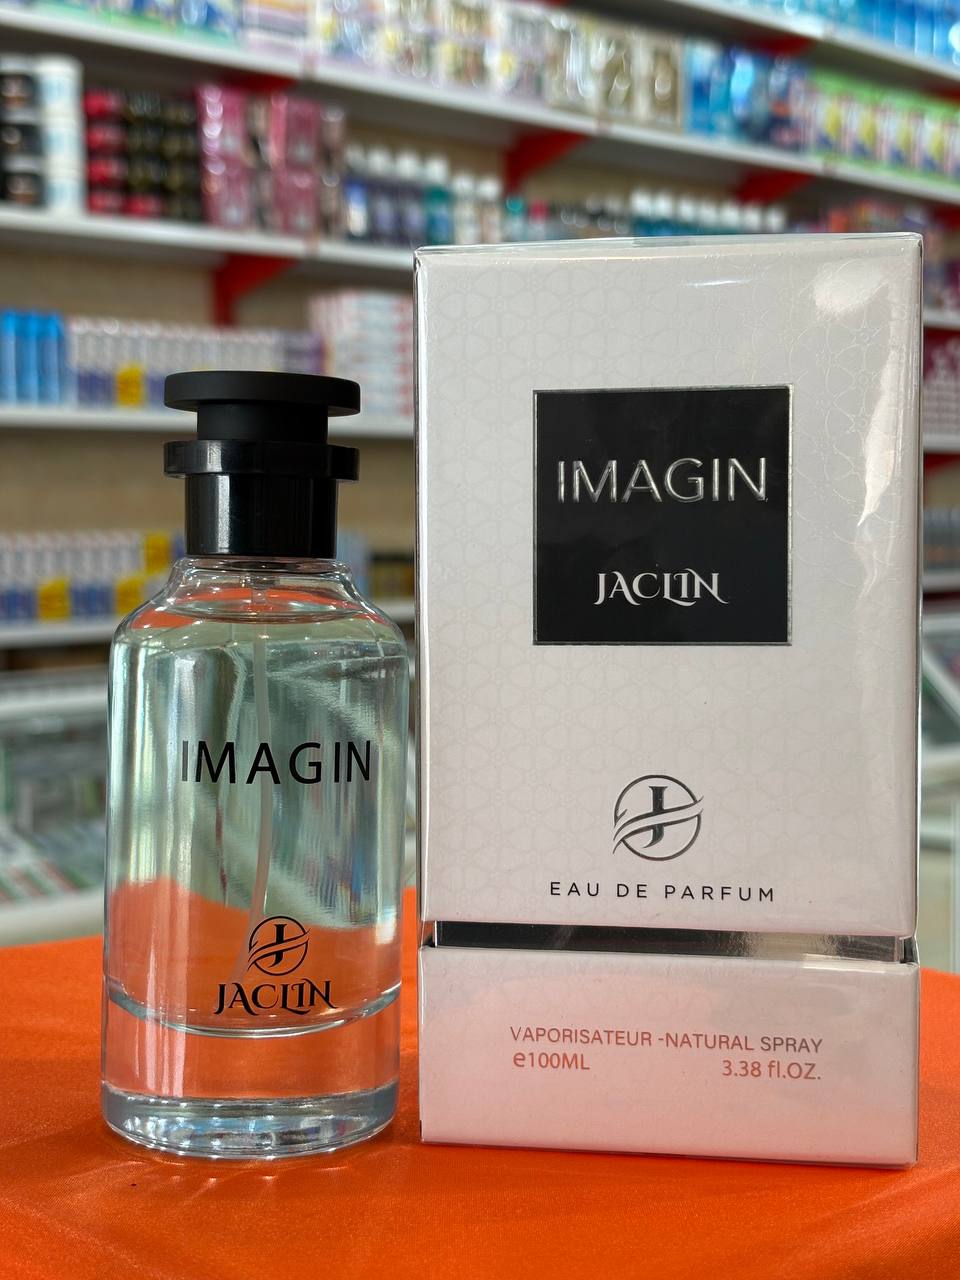 IMAGIN
JACLIN
J
EAU DE PARFUM
VAPORISATEUR -NATURAL SPRAY
e100ML 3.38 fl.OZ.
IMAGIN
J
JACLIN